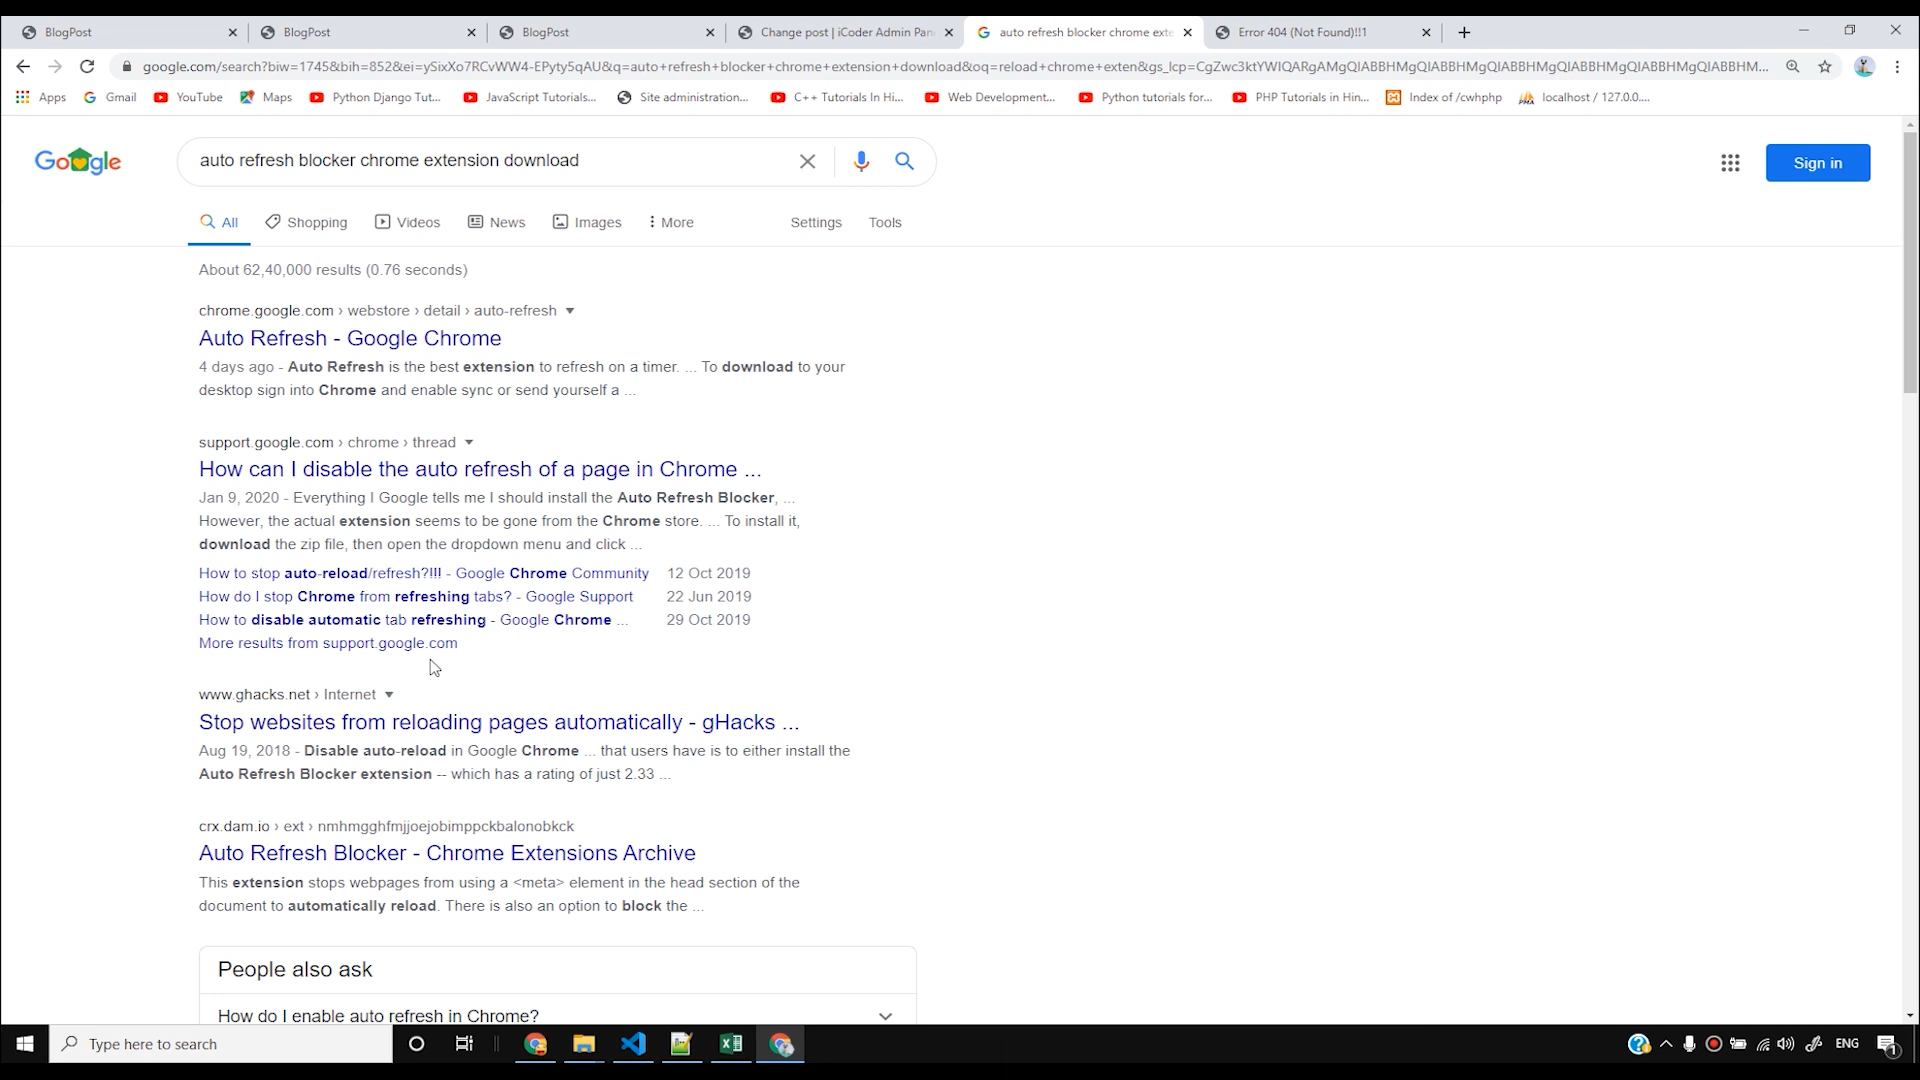 BlogPost
BlogPost
BlogPost
Change post | iCoder Admin Pan
auto refresh blocker chrome exte
Error 404 (Not Found)!!1
google.com/search?biw=1745&bih=852&ei=ySixXo7RCvWW4-EPyty5qAU&q=auto+refresh+blocker+chrome+extension+download&oq=reload+chrome+exten&gs_lcp=CgZwc3ktYWIQARgAMgQIABBHMgQIABBHMgQIABBHMgQIABBHMgQIABBHMgQIABBHM...
Apps
Gmail
YouTube
Maps
Python Django Tut...
JavaScript Tutorials...
Site administration...
C++ Tutorials In Hi...
Web Development...
Python tutorials for...
PHP Tutorials in Hin...
Index of /cwhphp
localhost / 127.0.0....
Google
auto refresh blocker chrome extension download
Sign in
All
Shopping
Videos
News
Images
More
Settings
Tools
About 62,40,000 results (0.76 seconds)
chrome.google.com › webstore › detail › auto-refresh
Auto Refresh - Google Chrome
4 days ago - Auto Refresh is the best extension to refresh on a timer. ... To download to your
desktop sign into Chrome and enable sync or send yourself a ...
support.google.com › chrome › thread
How can I disable the auto refresh of a page in Chrome ...
Jan 9, 2020 - Everything I Google tells me I should install the Auto Refresh Blocker, ...
However, the actual extension seems to be gone from the Chrome store. ... To install it,
download the zip file, then open the dropdown menu and click ...
How to stop auto-reload/refresh?!!! - Google Chrome Community 12 Oct 2019
How do I stop Chrome from refreshing tabs? - Google Support 22 Jun 2019
How to disable automatic tab refreshing - Google Chrome ... 29 Oct 2019
More results from support.google.com
www.ghacks.net › Internet
Stop websites from reloading pages automatically - gHacks ...
Aug 19, 2018 - Disable auto-reload in Google Chrome ... that users have is to either install the
Auto Refresh Blocker extension -- which has a rating of just 2.33 ...
crx.dam.io › ext › nmhmgghfmjjoejobimppckbalonobkck
Auto Refresh Blocker - Chrome Extensions Archive
This extension stops webpages from using a <meta> element in the head section of the
document to automatically reload. There is also an option to block the ...
People also ask
How do I enable auto refresh in Chrome?
Type here to search
ENG
1